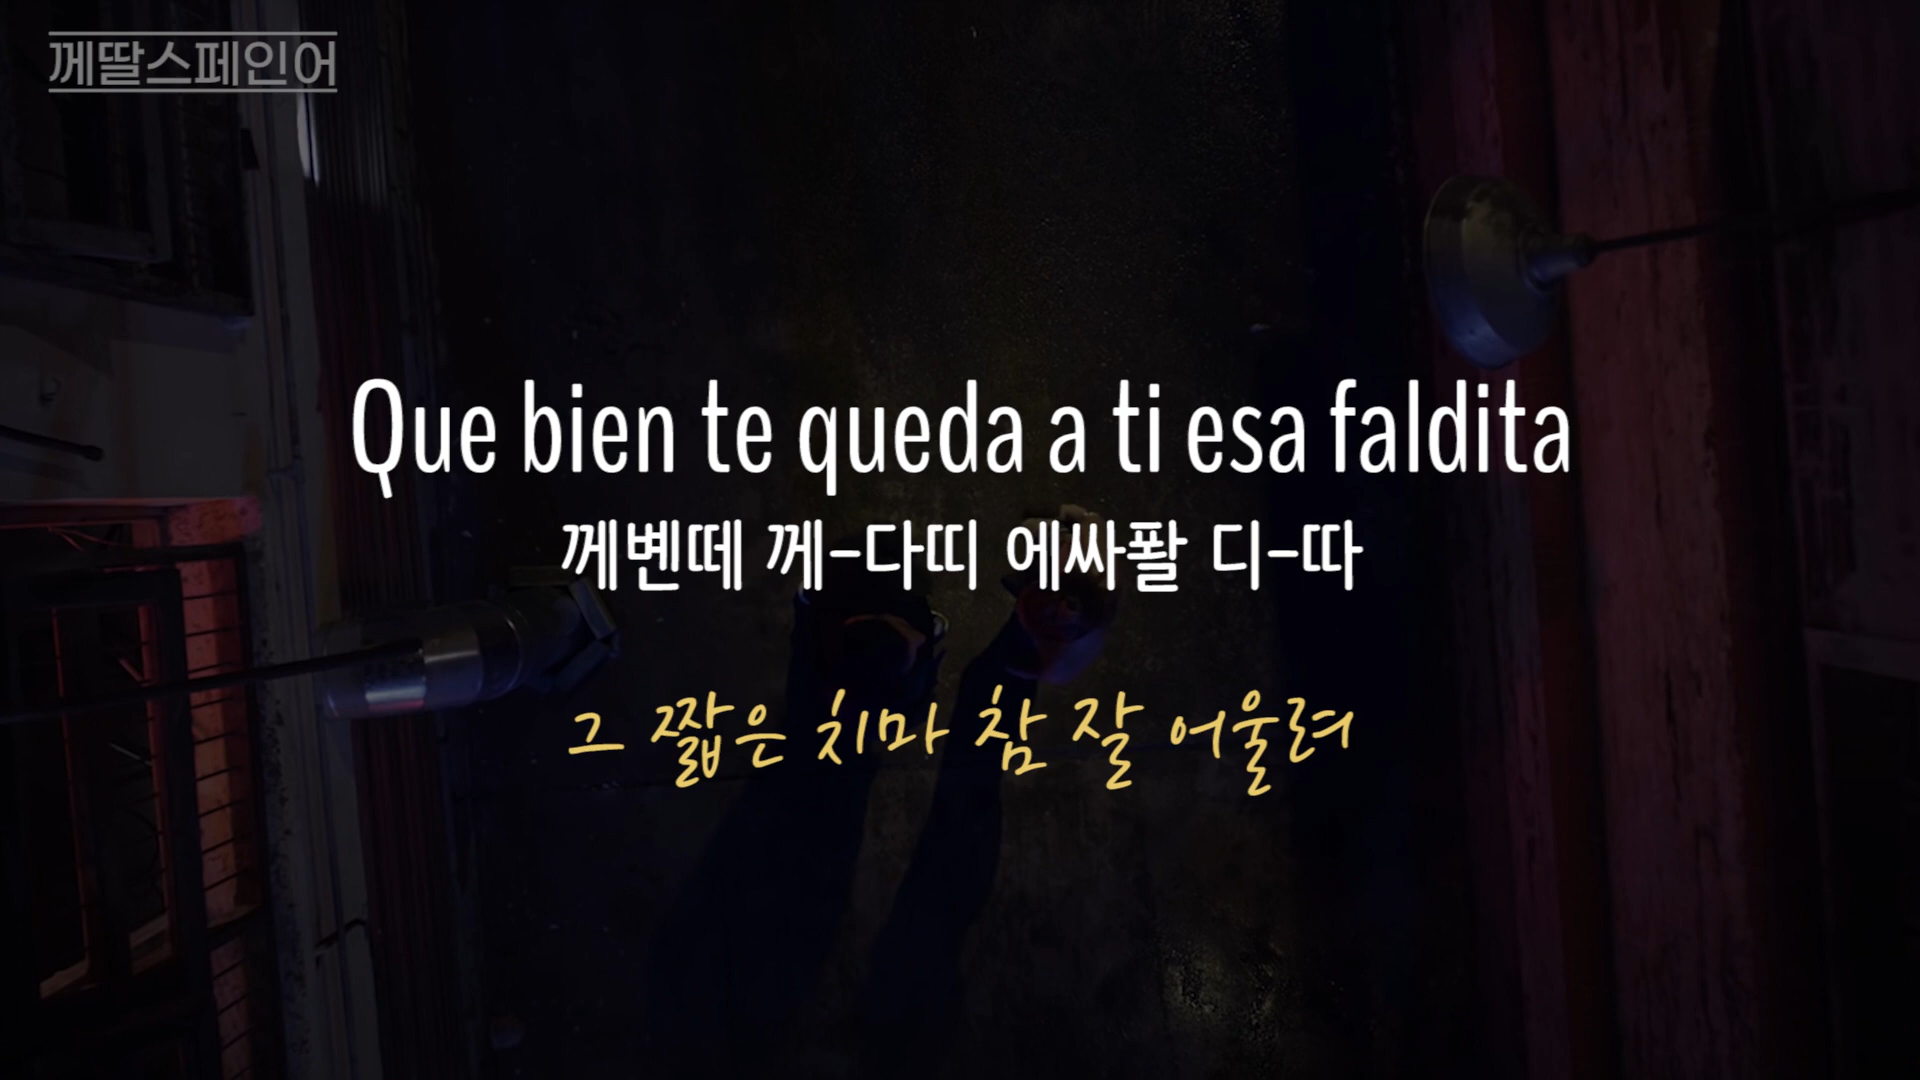 께딸스페인어
Que bien te queda a ti esa faldita
께볜떼 께-다띠 에싸퐐 디-따
그 짧은 치마 참 잘 어울려